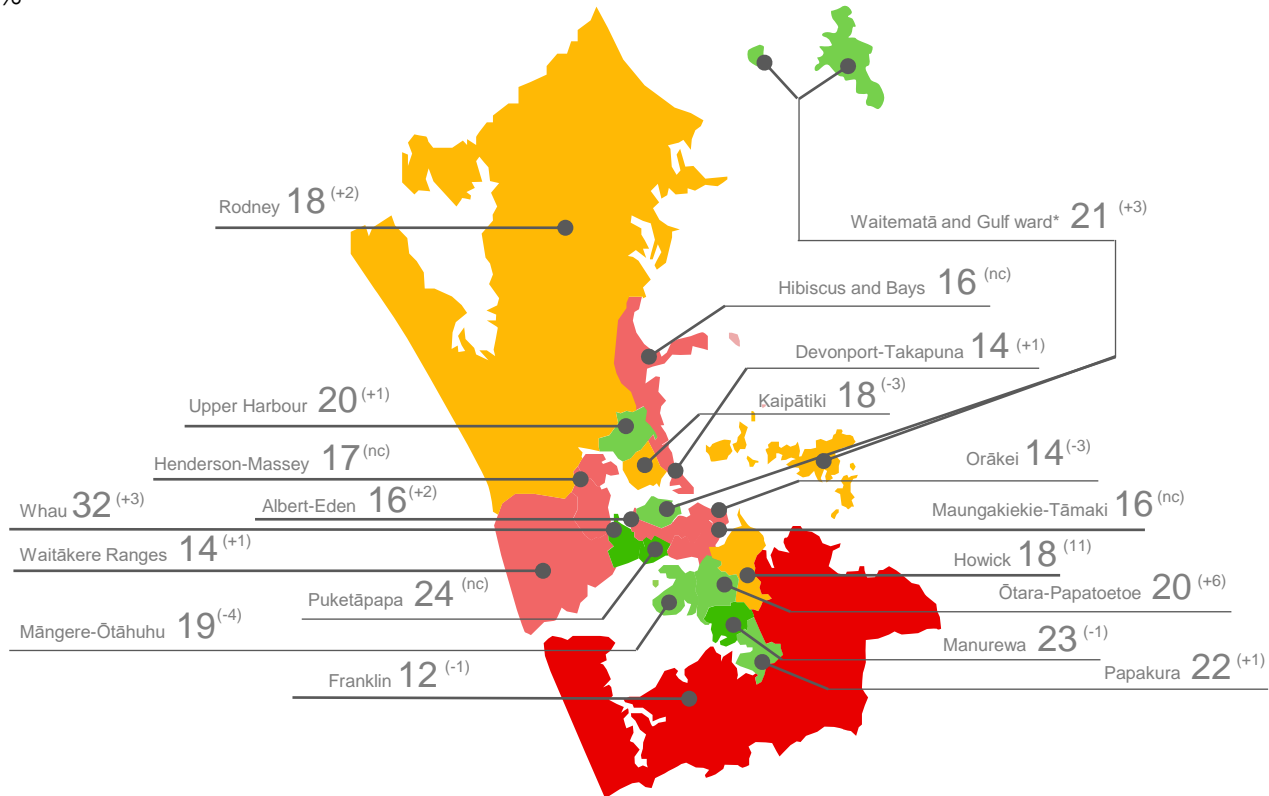 %
Rodney 18 (+2)
Waitematā and Gulf ward* 21 (+3)
Hibiscus and Bays 16 (nc)
Devonport-Takapuna 14 (+1)
Upper Harbour 20 (+1)
Kaipātiki 18 (-3)
Henderson-Massey 17 (nc)
Orākei 14 (-3)
Whau 32 (+3)
Albert-Eden 16 (+2)
Maungakiekie-Tāmaki 16 (nc)
Waitākere Ranges 14 (+1)
Howick 18 (11)
Puketāpapa 24 (nc)
Ōtara-Papatoetoe 20 (+6)
Māngere-Ōtāhuhu 19 (-4)
Manurewa 23 (-1)
Franklin 12 (-1)
Papakura 22 (+1)